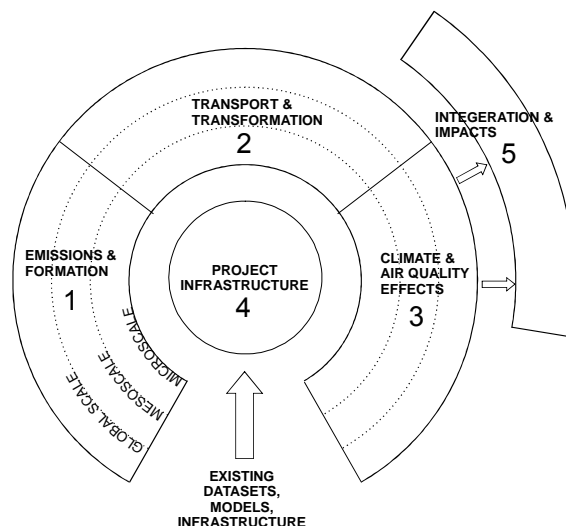 TRANSPORT &
TRANSFORMATION
2
INTEGERATION &
IMPACTS
5
EMISSIONS &
FORMATION
1
PROJECT
INFRASTRUCTURE
4
CLIMATE &
AIR QUALITY
EFFECTS
3
MICROSCALE
MESOSCALE
GLOBAL SCALE
EXISTING
DATASETS,
MODELS,
INFRASTRUCTURE